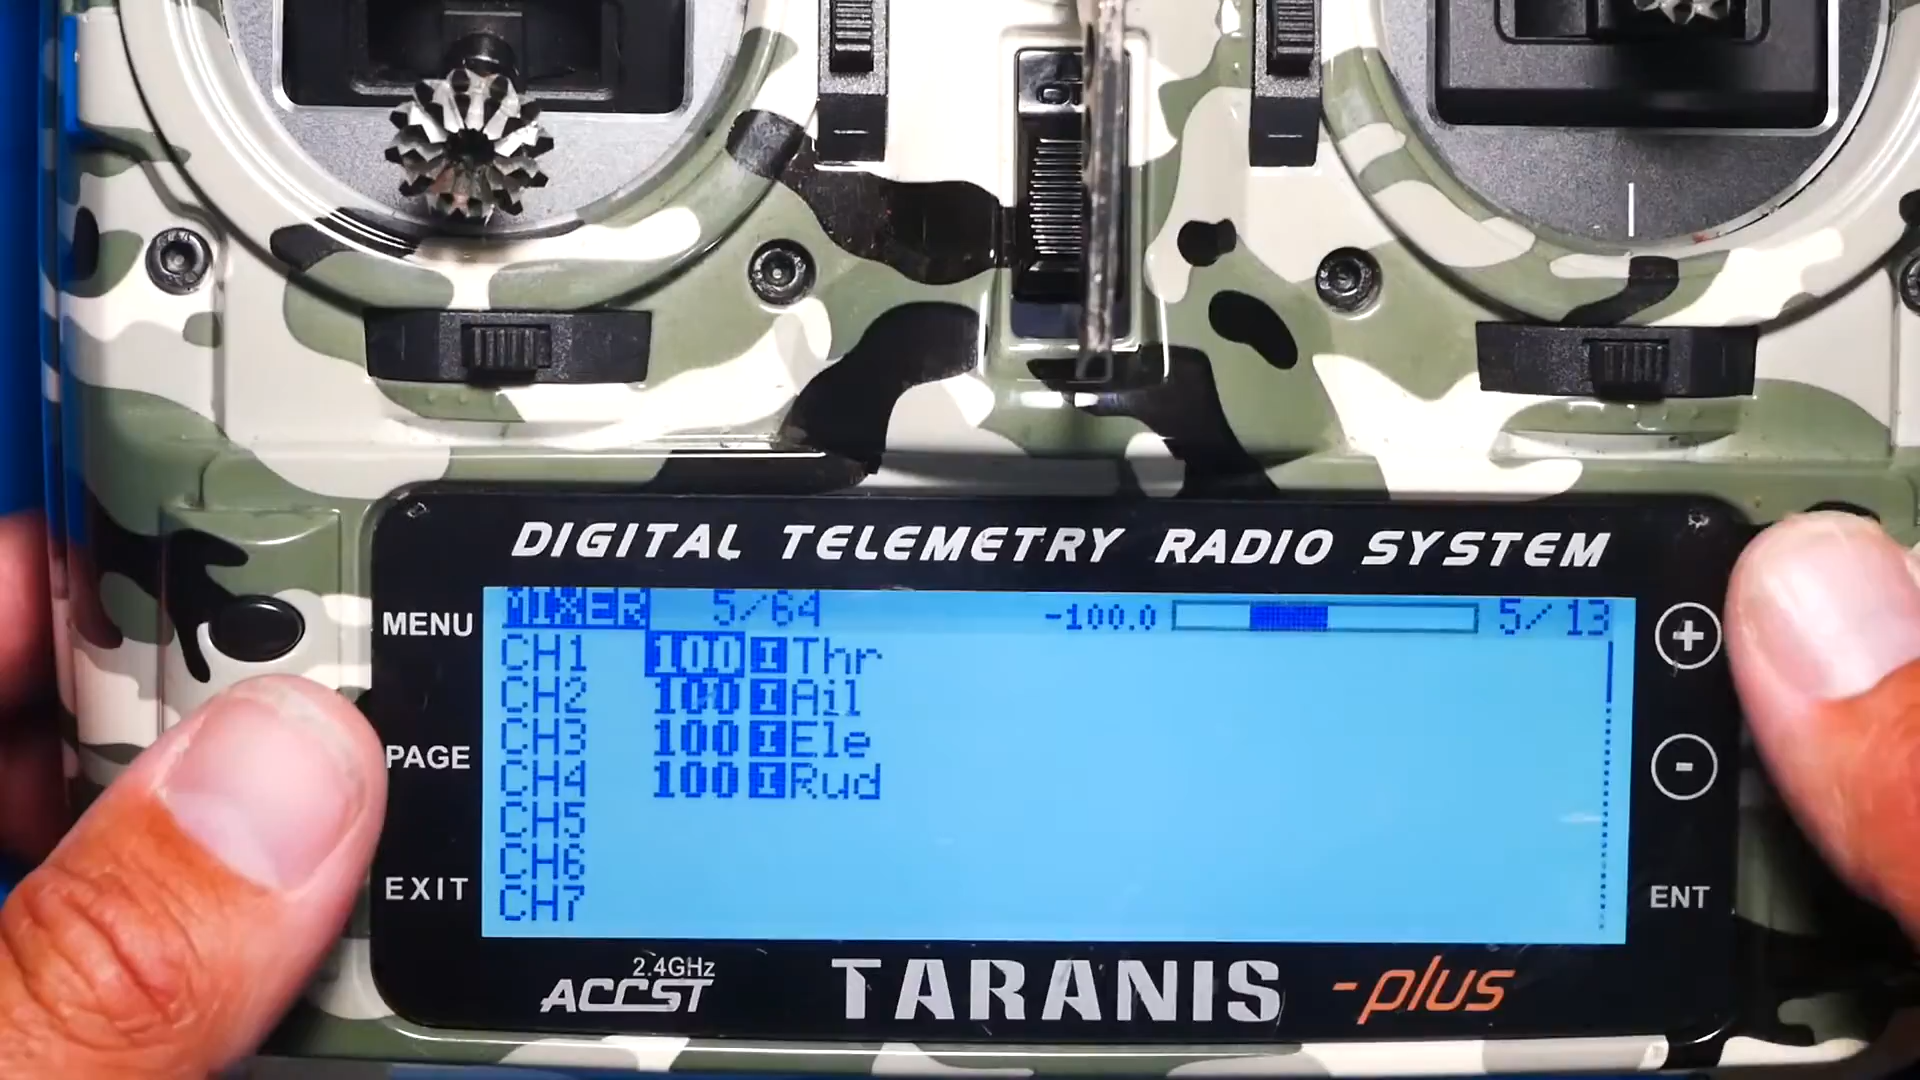 DIGITAL TELEMETRY RADIO SYSTEM
MENU
PAGE
EXIT
MIXER 5/64 -100.0 5/13
CH1 100 I Thr
CH2 100 I Ail
CH3 100 I Ele
CH4 100 I Rud
CH5
CH6
CH7
+
-
ENT
2.4GHz
ACCST
TARANIS -plus